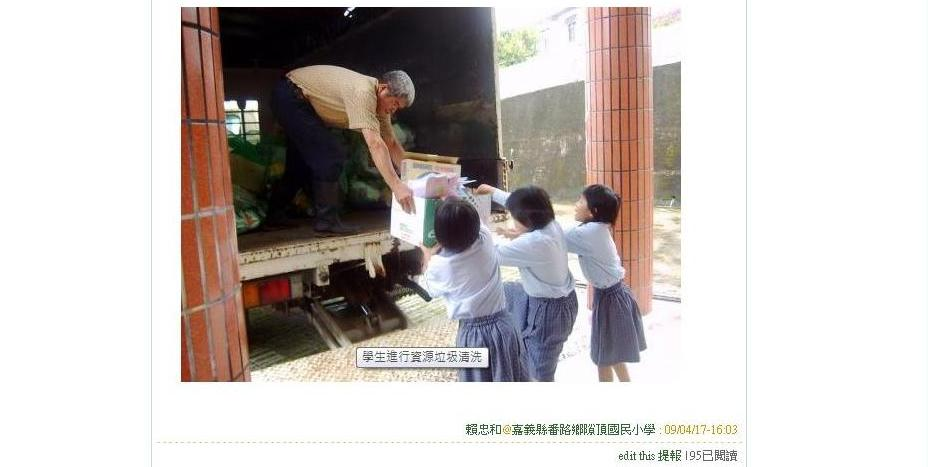 學生進行資源垃圾清洗
賴忠和@嘉義縣番路鄉隙頂國民小學 : 09/04/17-16:03
edit this 提報 195已閱讀